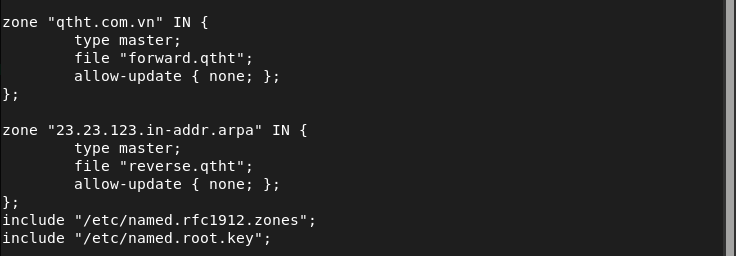 zone "qtht.com.vn" IN {
        type master;
        file "forward.qtht";
        allow-update { none; };
};
zone "23.23.123.in-addr.arpa" IN {
        type master;
        file "reverse.qtht";
        allow-update { none; };
};
include "/etc/named.rfc1912.zones";
include "/etc/named.root.key";